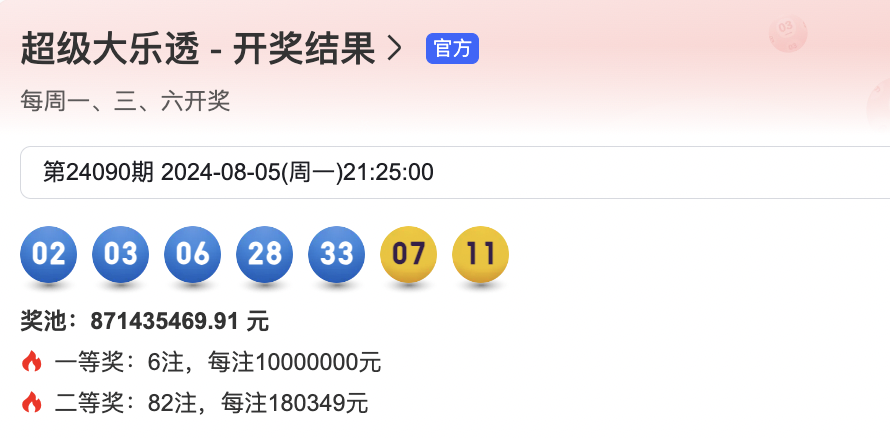 超级大乐透 - 开奖结果 > 官方
每周一、三、六开奖
第24090期 2024-08-05(周一)21:25:00
02 03 06 28 33 07 11
奖池：871435469.91 元
一等奖：6注，每注10000000元
二等奖：82注，每注180349元
03